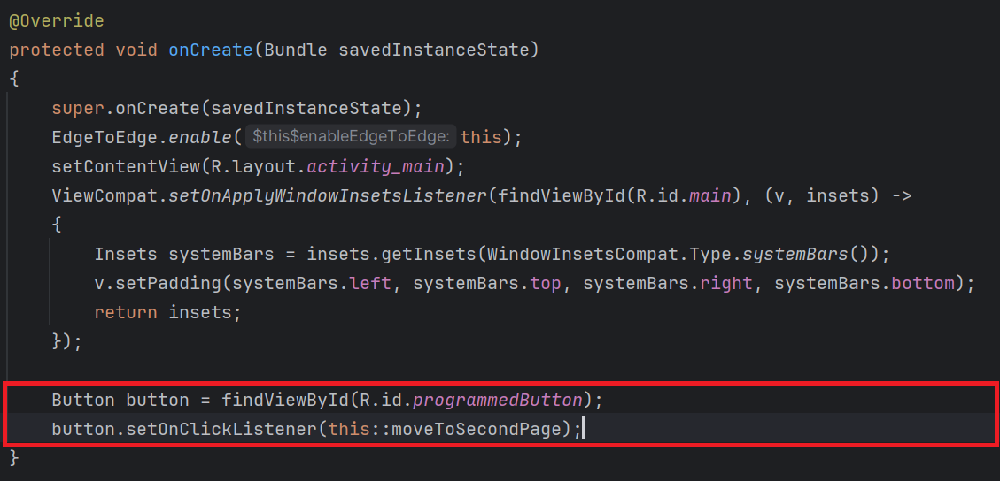 @Override
protected void onCreate(Bundle savedInstanceState)
{
super.onCreate(savedInstanceState);
EdgeToEdge.enable( $this$enableEdgeToEdge: this);
setContentView(R.layout.activity_main);
ViewCompat.setOnApplyWindowInsetsListener(findViewById(R.id.main), (v, insets) ->
{
Insets systemBars = insets.getInsets(WindowInsetsCompat.Type.systemBars());
v.setPadding(systemBars.left, systemBars.top, systemBars.right, systemBars.bottom);
return insets;
});
Button button = findViewById(R.id.programmedButton);
button.setOnClickListener(this::moveToSecondPage);
}